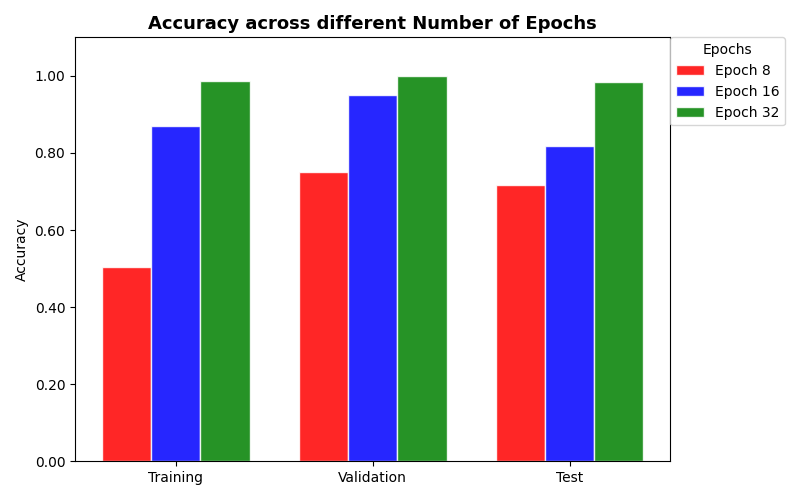 Accuracy across different Number of Epochs
Epochs
Epoch 8
Epoch 16
Epoch 32
Accuracy
1.00
0.80
0.60
0.40
0.20
0.00
Training
Validation
Test